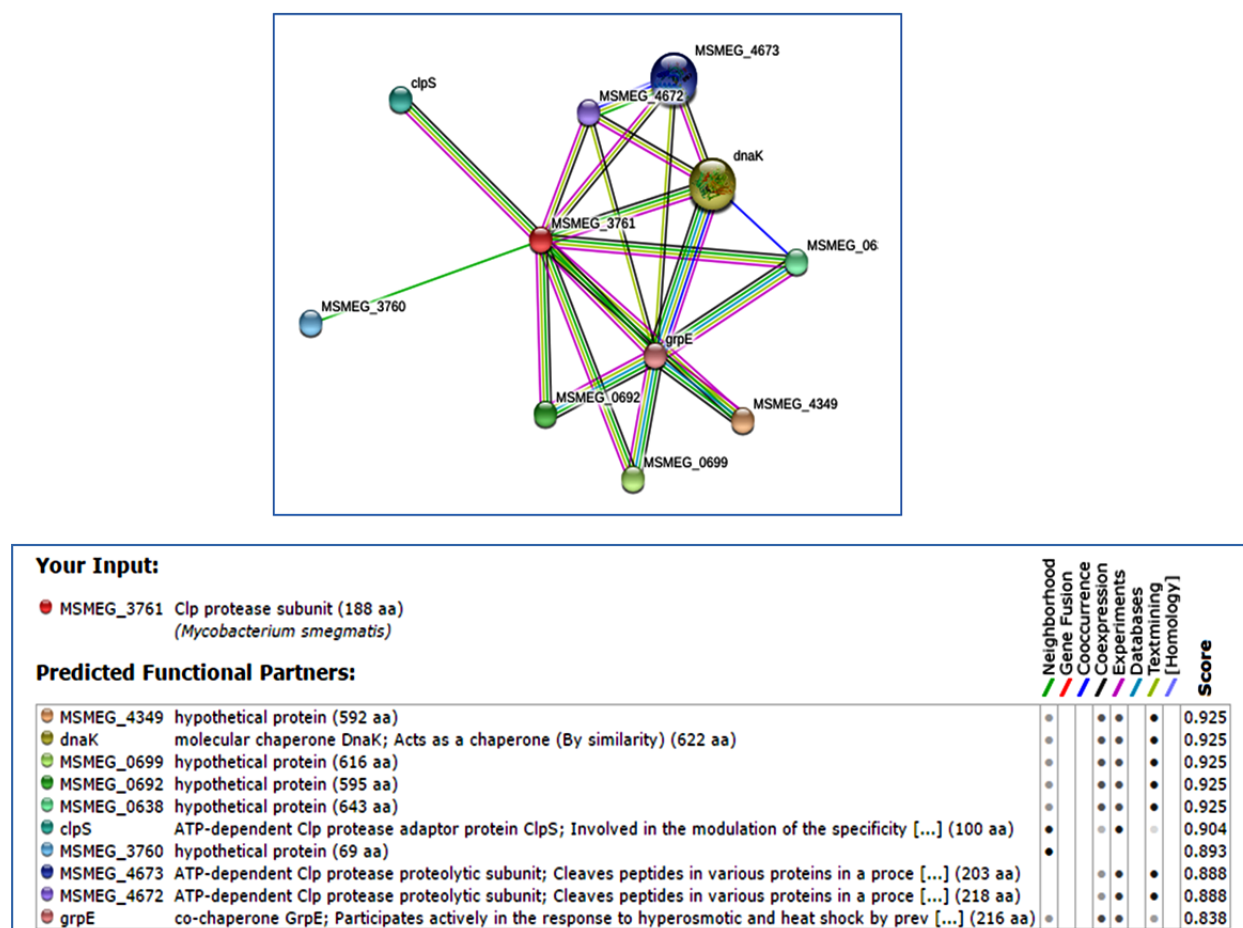 MSMEG_4673
clpS
MSMEG_4672
dnaK
MSMEG_3761
MSMEG_06
MSMEG_3760
grpE
MSMEG_0692
MSMEG_4349
MSMEG_0699
Your Input:
Neighborhood
Gene Fusion
Cooccurrence
Coexpression
Experiments
Databases
Textmining
[Homology]
Score
MSMEG_3761 Clp protease subunit (188 aa)
(Mycobacterium smegmatis)
Predicted Functional Partners:
MSMEG_4349 hypothetical protein (592 aa) 0.925
dnaK molecular chaperone DnaK; Acts as a chaperone (By similarity) (622 aa) 0.925
MSMEG_0699 hypothetical protein (616 aa) 0.925
MSMEG_0692 hypothetical protein (595 aa) 0.925
MSMEG_0638 hypothetical protein (643 aa) 0.925
clpS ATP-dependent Clp protease adaptor protein ClpS; Involved in the modulation of the specificity [...] (100 aa) 0.904
MSMEG_3760 hypothetical protein (69 aa) 0.893
MSMEG_4673 ATP-dependent Clp protease proteolytic subunit; Cleaves peptides in various proteins in a proce [...] (203 aa) 0.888
MSMEG_4672 ATP-dependent Clp protease proteolytic subunit; Cleaves peptides in various proteins in a proce [...] (218 aa) 0.888
grpE co-chaperone GrpE; Participates actively in the response to hyperosmotic and heat shock by prev [...] (216 aa) 0.838